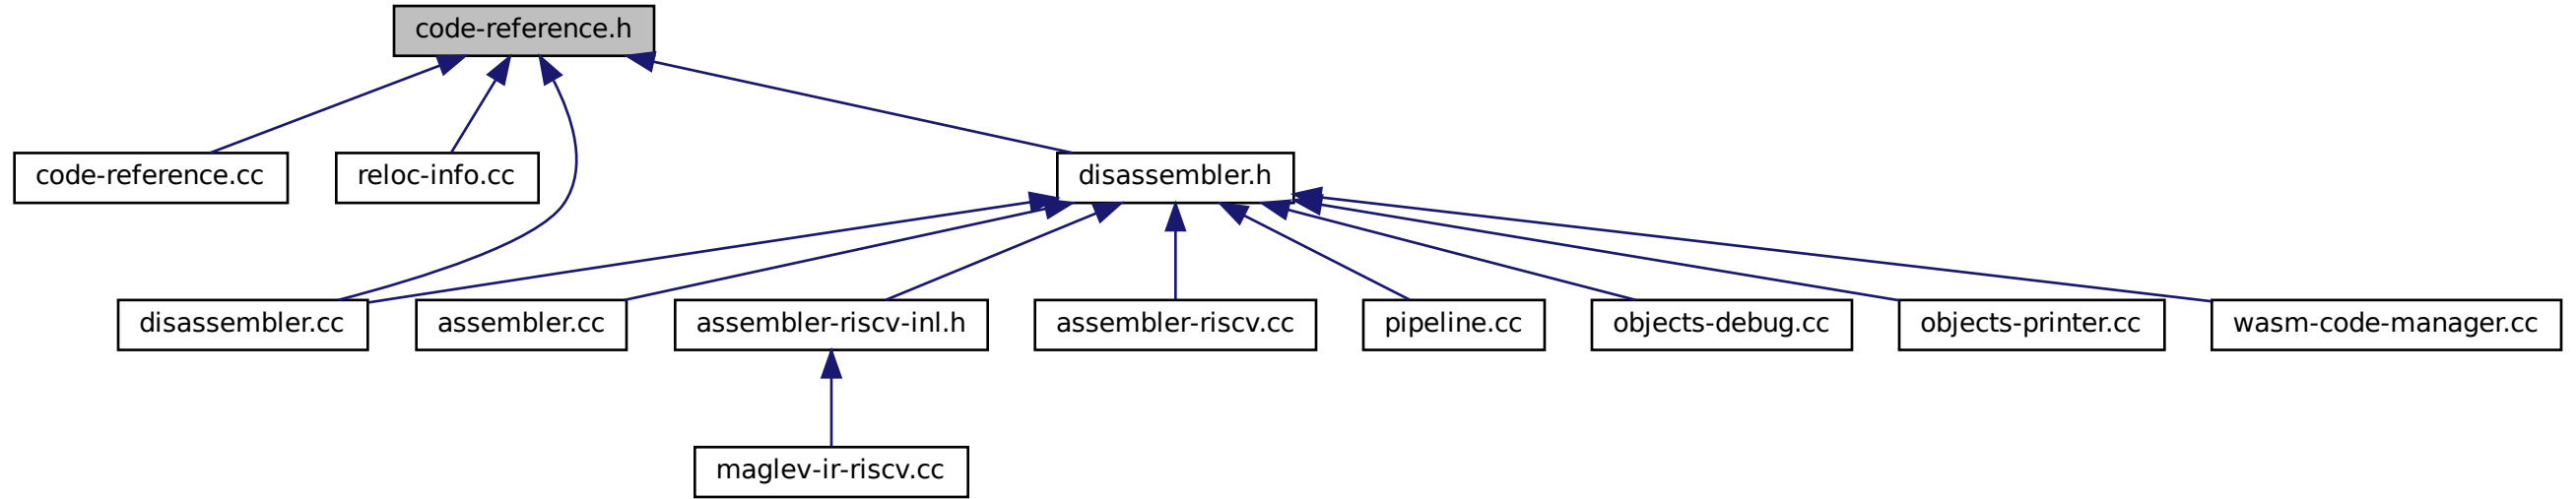 code-reference.h
code-reference.cc
reloc-info.cc
disassembler.h
disassembler.cc
assembler.cc
assembler-riscv-inl.h
assembler-riscv.cc
pipeline.cc
objects-debug.cc
objects-printer.cc
wasm-code-manager.cc
maglev-ir-riscv.cc